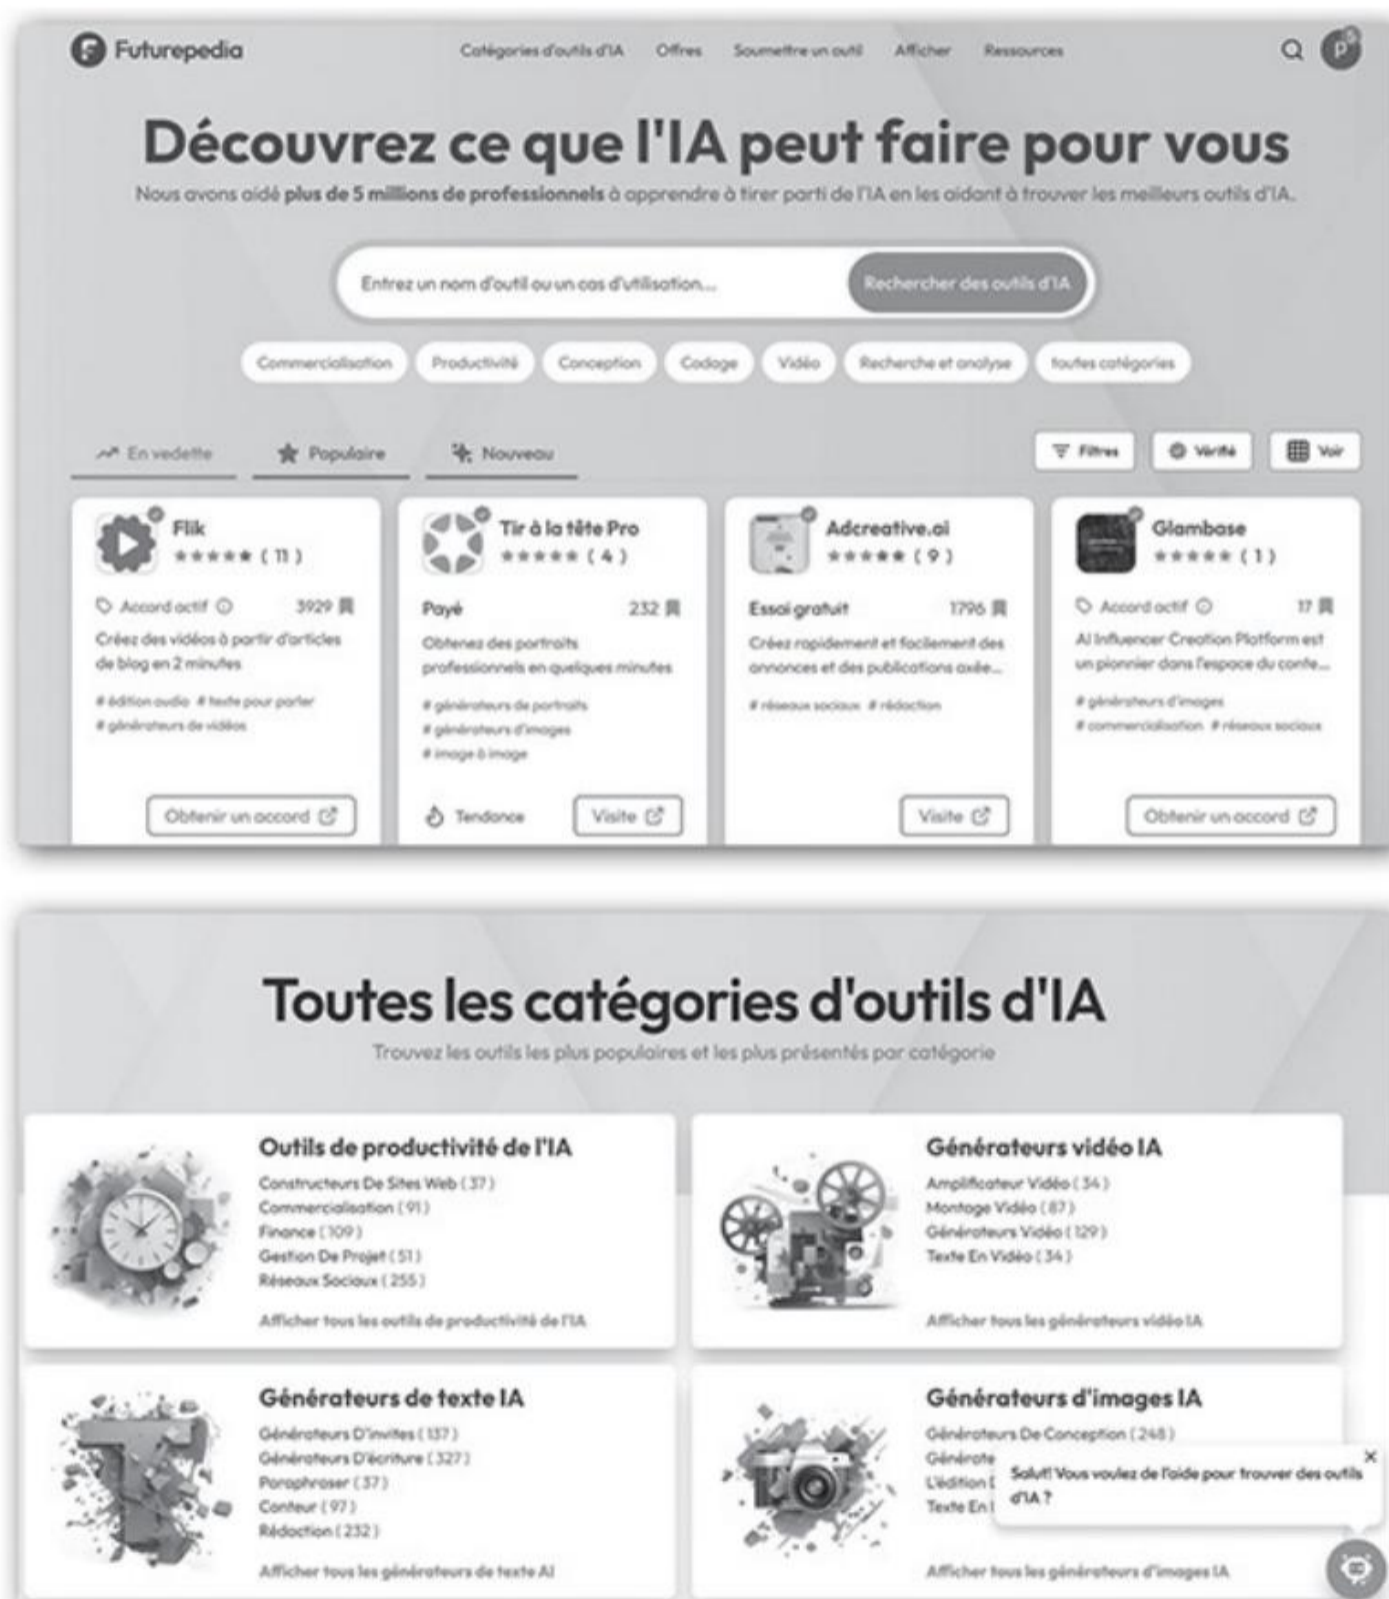 Futurepedia
Catégories d'outils d'IA Offres Soumettre un outil Afficher Ressources
Découvrez ce que l'IA peut faire pour vous
Nous avons aidé plus de 5 millions de professionnels à apprendre à tirer parti de l'IA en les aidant à trouver les meilleurs outils d'IA.
Entrez un nom d'outil ou un cas d'utilisation... Rechercher des outils d'IA
Commercialisation Productivité Conception Codage Vidéo Recherche et analyse toutes catégories
En vedette Populaire Nouveau Filtres Vérifié Voir
Flik
( 11 )
Accord actif 3929
Créez des vidéos à partir d'articles
de blog en 2 minutes
# édition audio # texte pour parler
# générateurs de vidéos
Obtenir un accord
Tir à la tête Pro
( 4 )
Payé 232
Obtenez des portraits
professionnels en quelques minutes
# générateurs de portraits
# générateurs d'images
# image à image
Tendance Visite
Adcreative.ai
( 9 )
Essai gratuit 1796
Créez rapidement et facilement des
annonces et des publications axée...
# réseaux sociaux # rédaction
Visite
Glambase
( 1 )
Accord actif 17
AI Influencer Creation Platform est
un pionnier dans l'espace du conte...
# générateurs d'images
# commercialisation # réseaux sociaux
Obtenir un accord
Toutes les catégories d'outils d'IA
Trouvez les outils les plus populaires et les plus présentés par catégorie
Outils de productivité de l'IA
Constructeurs De Sites Web ( 37 )
Commercialisation ( 91 )
Finance ( 109 )
Gestion De Projet ( 51 )
Réseaux Sociaux ( 255 )
Afficher tous les outils de productivité de l'IA
Générateurs vidéo IA
Amplificateur Vidéo ( 34 )
Montage Vidéo ( 87 )
Générateurs Vidéo ( 129 )
Texte En Vidéo ( 34 )
Afficher tous les générateurs vidéo IA
Générateurs de texte IA
Générateurs D'invites ( 137 )
Générateurs D'écriture ( 327 )
Paraphraser ( 37 )
Conteur ( 97 )
Rédaction ( 232 )
Afficher tous les générateurs de texte AI
Générateurs d'images IA
Générateurs De Conception ( 248 )
Générate
L'édition D
Texte En I
Afficher tous les générateurs d'images IA
Salut! Vous voulez de l'aide pour trouver des outils
d'IA ?